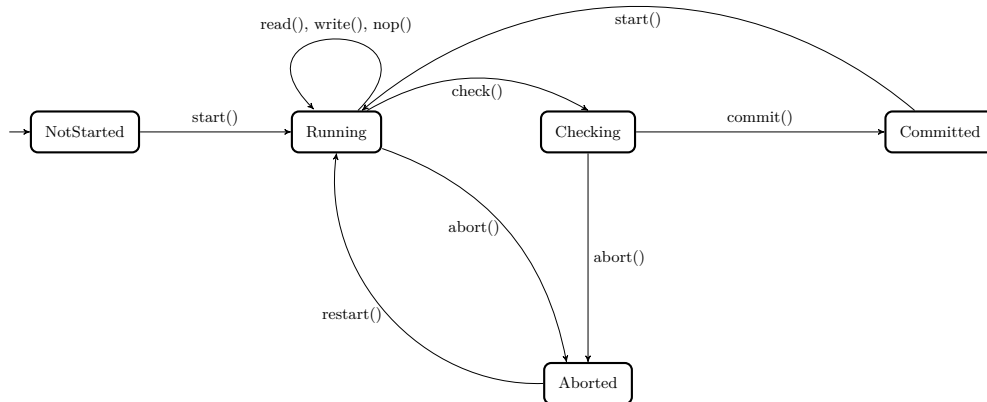 start()
read(), write(), nop()
check()
NotStarted
start()
Running
Checking
commit()
Committed
abort()
abort()
restart()
Aborted